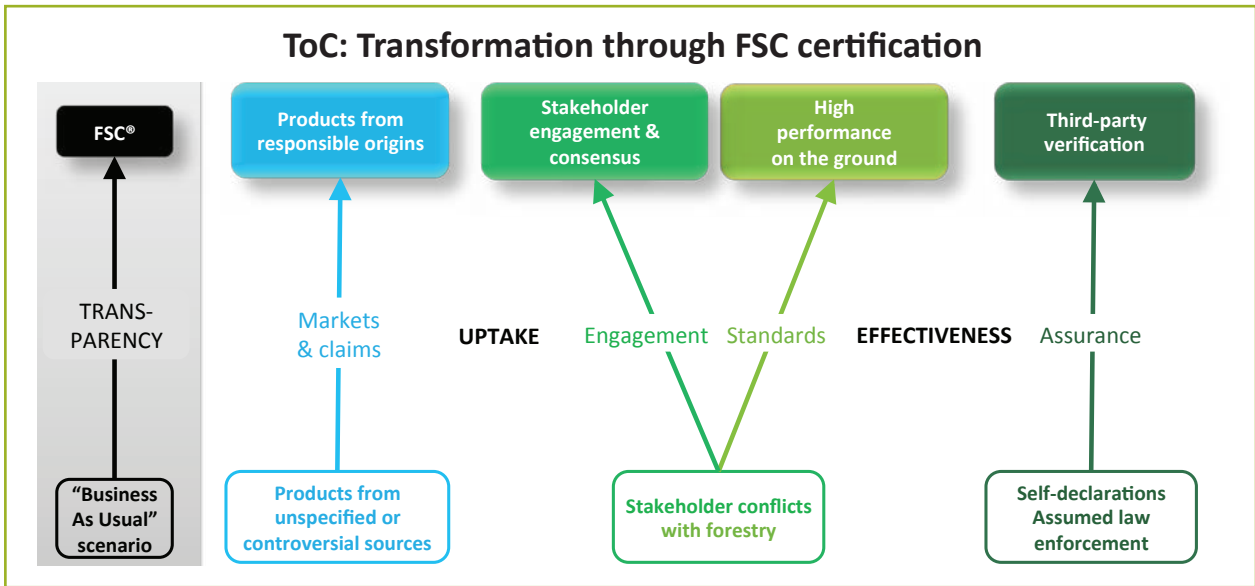 ToC: Transformation through FSC certification
FSC®
Products from
responsible origins
Stakeholder
engagement &
consensus
High
performance
on the ground
Third-party
verification
TRANS-
PARENCY
Markets
& claims
UPTAKE
Engagement
Standards
EFFECTIVENESS
Assurance
“Business
As Usual”
scenario
Products from
unspecified or
controversial sources
Stakeholder conflicts
with forestry
Self-declarations
Assumed law
enforcement